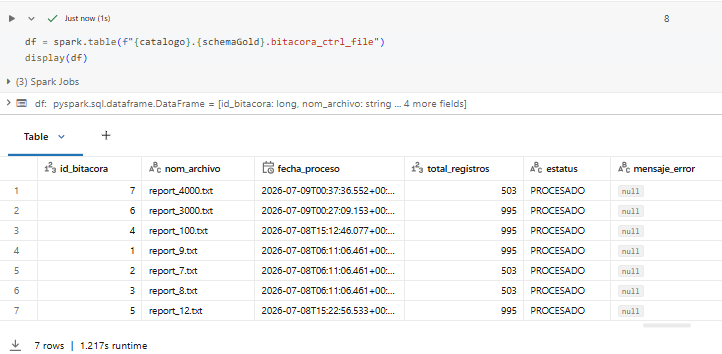 Just now (1s)
8
df = spark.table(f"{catalogo}.{schemaGold}.bitacora_ctrl_file")
display(df)
(3) Spark Jobs
df: pyspark.sql.dataframe.DataFrame = [id_bitacora: long, nom_archivo: string ... 4 more fields]
Table +
123 id_bitacora ABC nom_archivo fecha_proceso 123 total_registros ABC estatus ABC mensaje_error
1 7 report_4000.txt 2026-07-09T00:37:36.552+00:... 503 PROCESADO null
2 6 report_3000.txt 2026-07-09T00:27:09.153+00:... 995 PROCESADO null
3 4 report_100.txt 2026-07-08T15:12:46.077+00:... 995 PROCESADO null
4 1 report_9.txt 2026-07-08T06:11:06.461+00:... 995 PROCESADO null
5 2 report_7.txt 2026-07-08T06:11:06.461+00:... 503 PROCESADO null
6 3 report_8.txt 2026-07-08T06:11:06.461+00:... 503 PROCESADO null
7 5 report_12.txt 2026-07-08T15:22:56.533+00:... 995 PROCESADO null
7 rows | 1.217s runtime